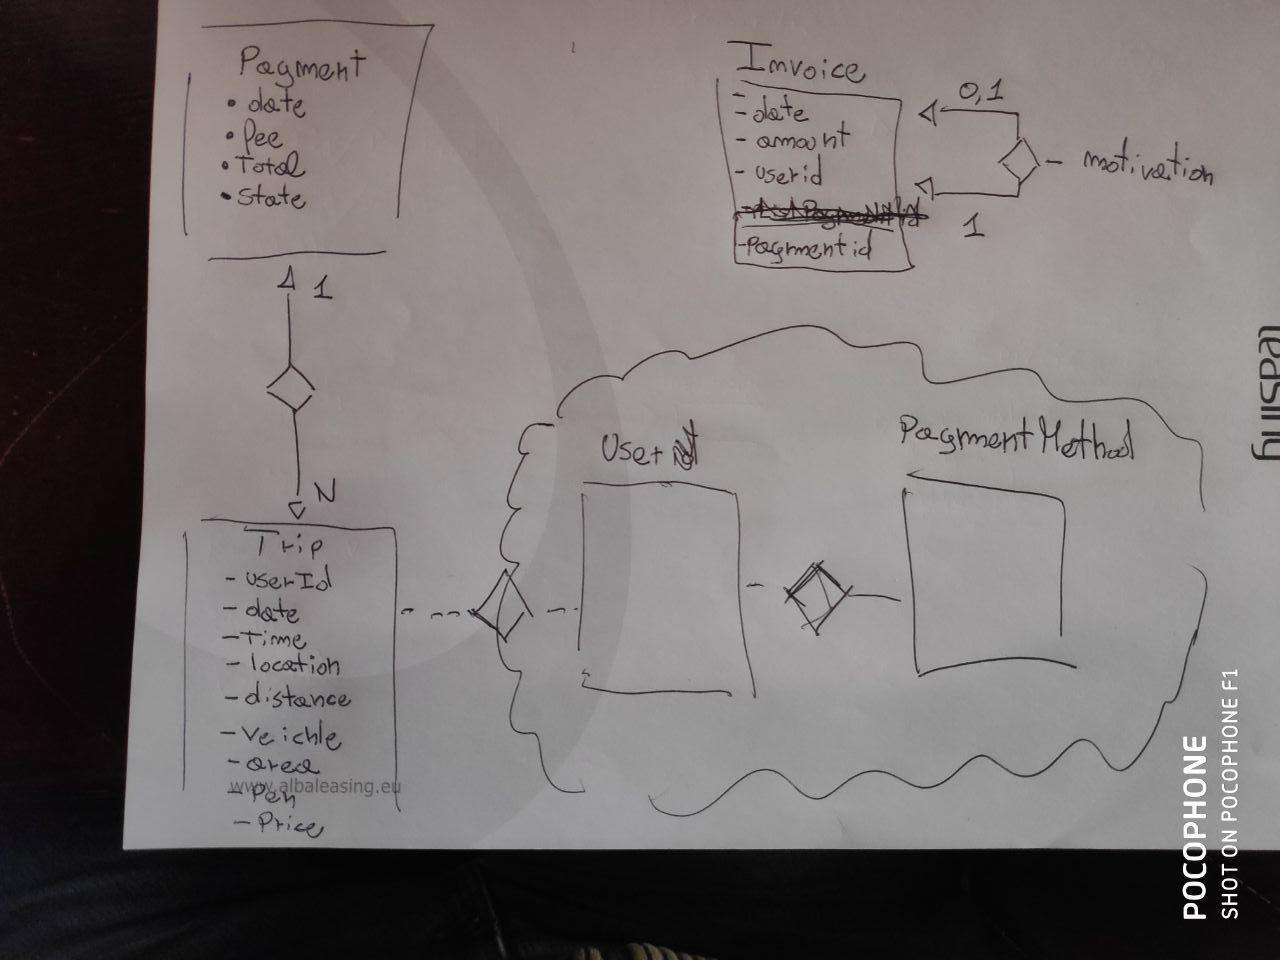 Payment
• date
• fee
• Total
• State
1
N
Trip
- userId
- date
- Time
- location
- distance
- Veichle
- area
www.albaleasing.eu
- Pen
- Price
Invoice
- date
- amount
- userid
- Paymentid
0,1
1
- motivation
User
PaymentMethod
leasing
POCOPHONE
SHOT ON POCOPHONE F1